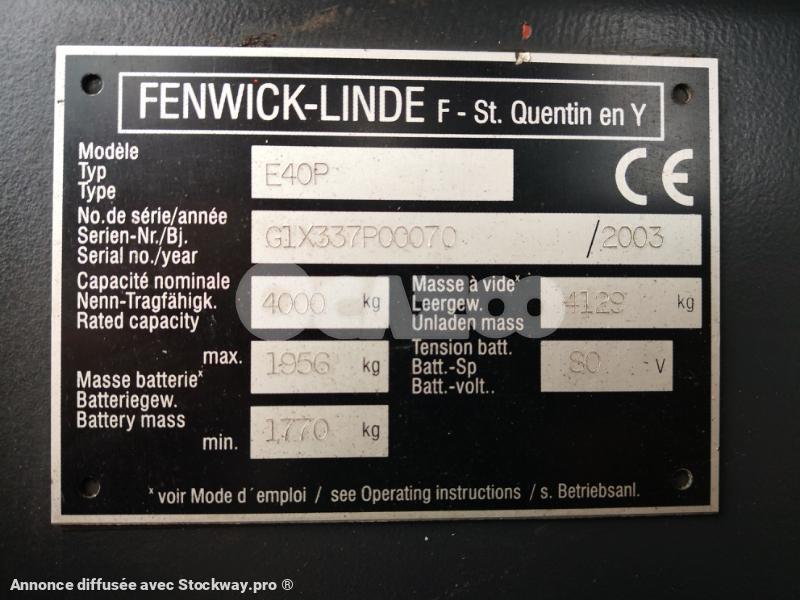 FENWICK-LINDE F - St. Quentin en Y
Modèle
Typ
Type
E40P
CE
No.de série/année
Serien-Nr./Bj.
Serial no./year
G1X337P00070 /2003
Capacité nominale
Nenn-Tragfähigk.
Rated capacity
4000 kg
Masse à videˣ
Leergew.
Unladen mass
4129 kg
max.
1956 kg
Masse batterieˣ
Batteriegew.
Battery mass
min.
1770 kg
Tension batt.
Batt.-Sp
Batt.-volt..
80 V
ˣ voir Mode d´emploi / see Operating instructions / s. Betriebsanl.
Annonce diffusée avec Stockway.pro ®